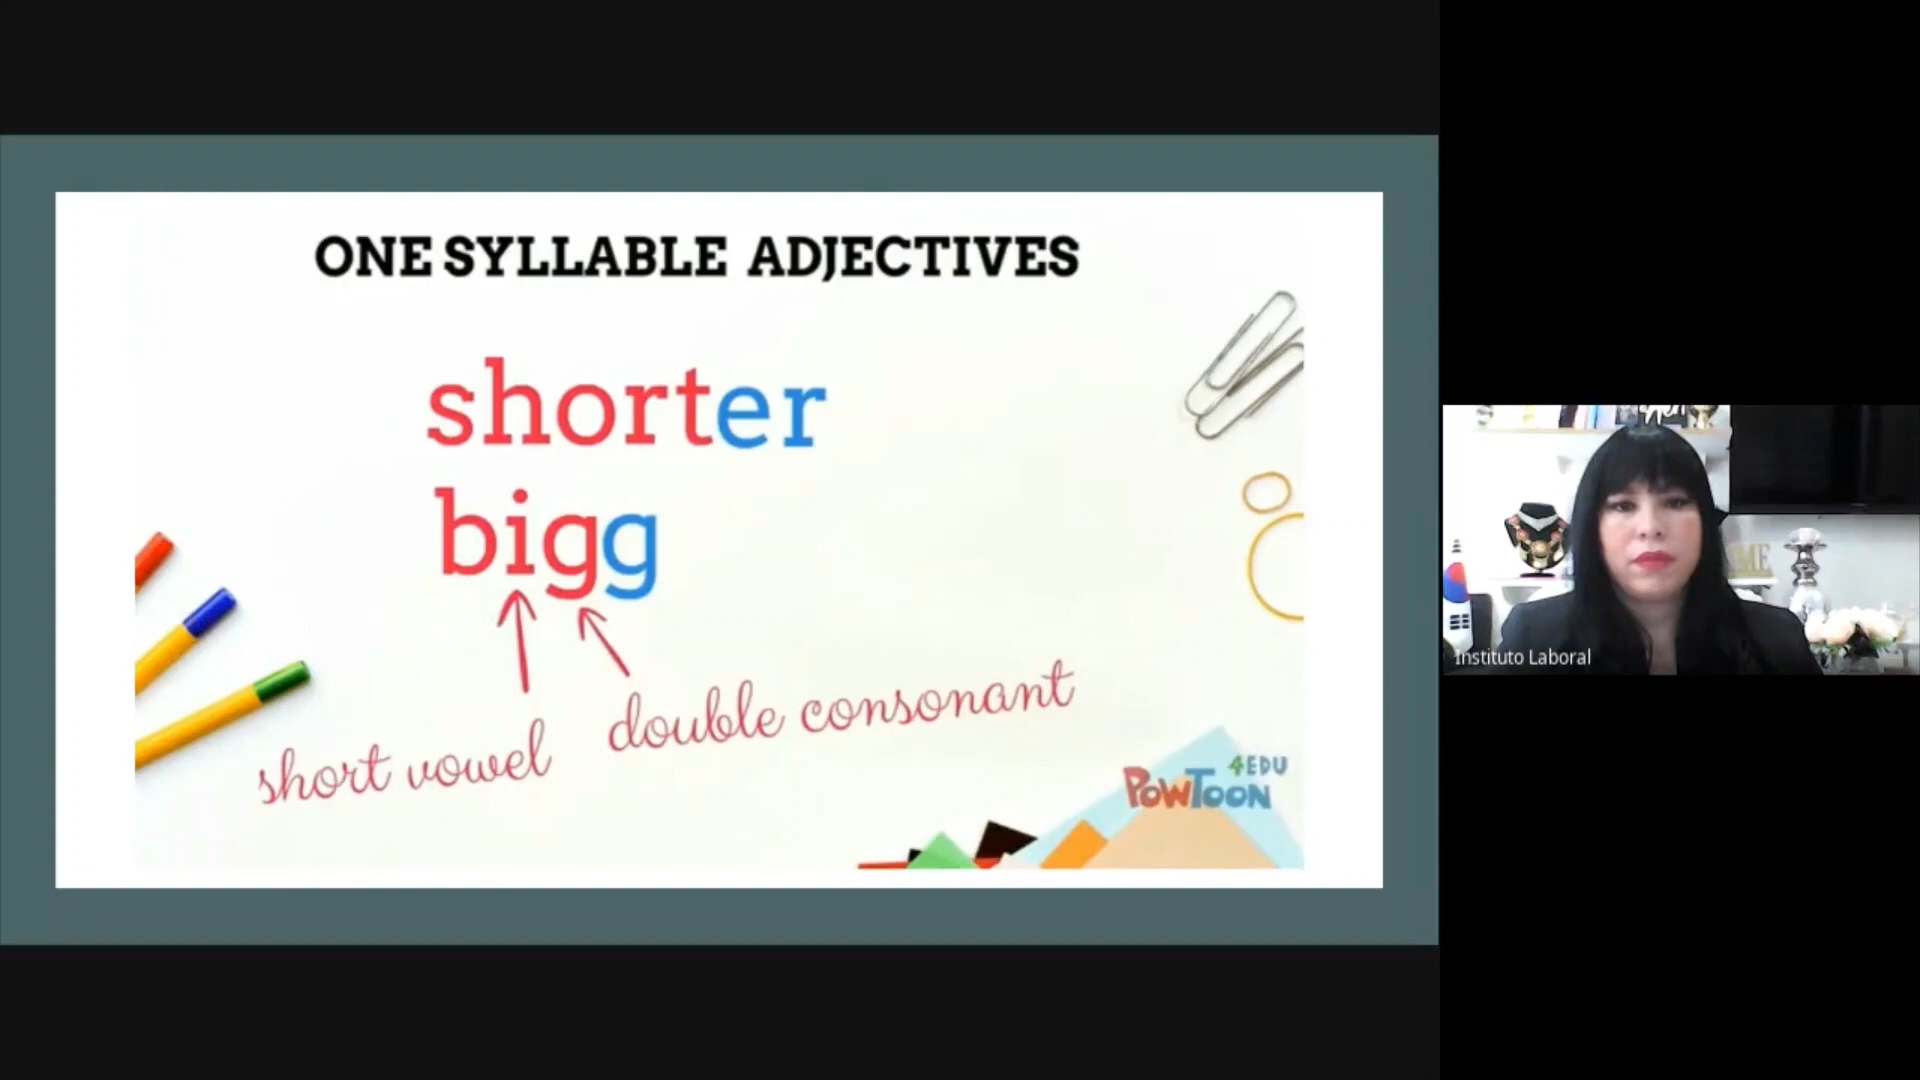 ONE SYLLABLE ADJECTIVES
shorter
bigg
short vowel
double consonant
4EDU
POWTOON
Instituto Laboral